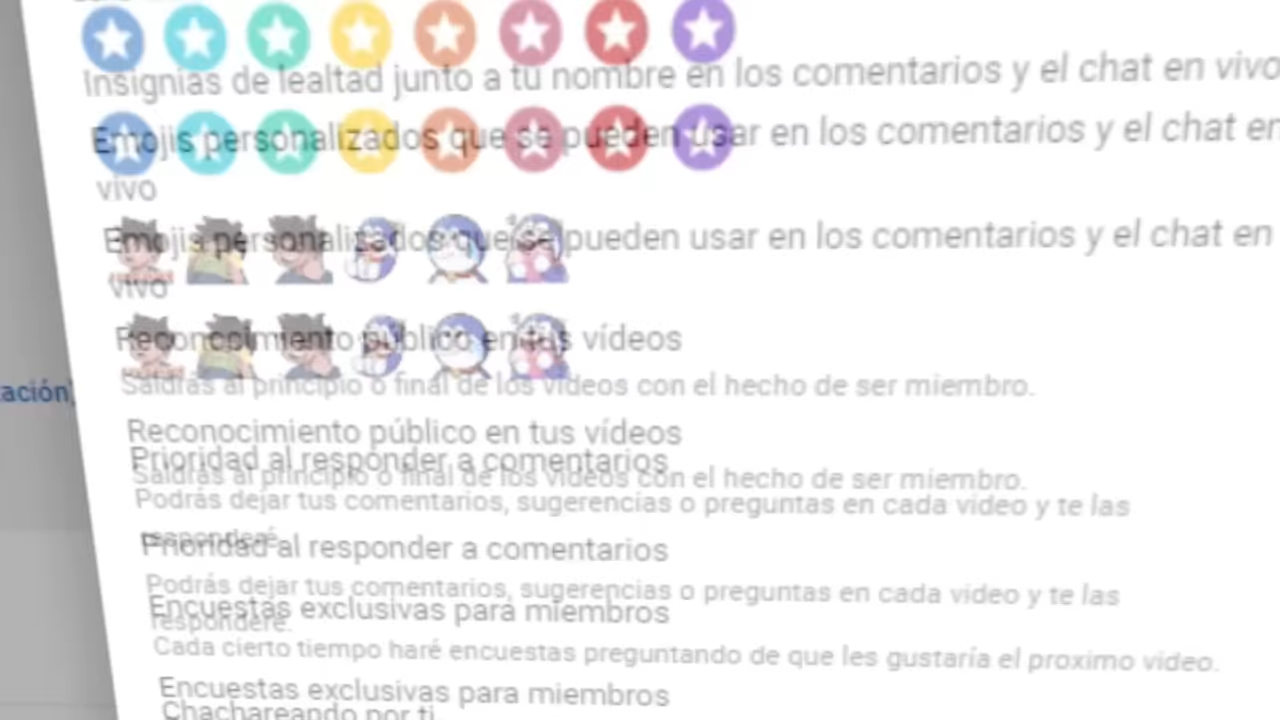 Insignias de lealtad junto a tu nombre en los comentarios y el chat en vivo
Emojis personalizados que se pueden usar en los comentarios y el chat en
vivo
Emojis personalizados que se pueden usar en los comentarios y el chat en
vivo
Reconocimiento público en tus vídeos
ación
Saldrás al principio o final de los vídeos con el hecho de ser miembro.
Reconocimiento público en tus vídeos
Prioridad al responder a comentarios
Saldrás al principio o final de los vídeos con el hecho de ser miembro.
Podrás dejar tus comentarios, sugerencias o preguntas en cada video y te las
responderé.
Prioridad al responder a comentarios
Podrás dejar tus comentarios, sugerencias o preguntas en cada video y te las
Encuestas exclusivas para miembros
responderé.
Cada cierto tiempo haré encuestas preguntando de que les gustaría el proximo video.
Encuestas exclusivas para miembros
Chachareando por ti.